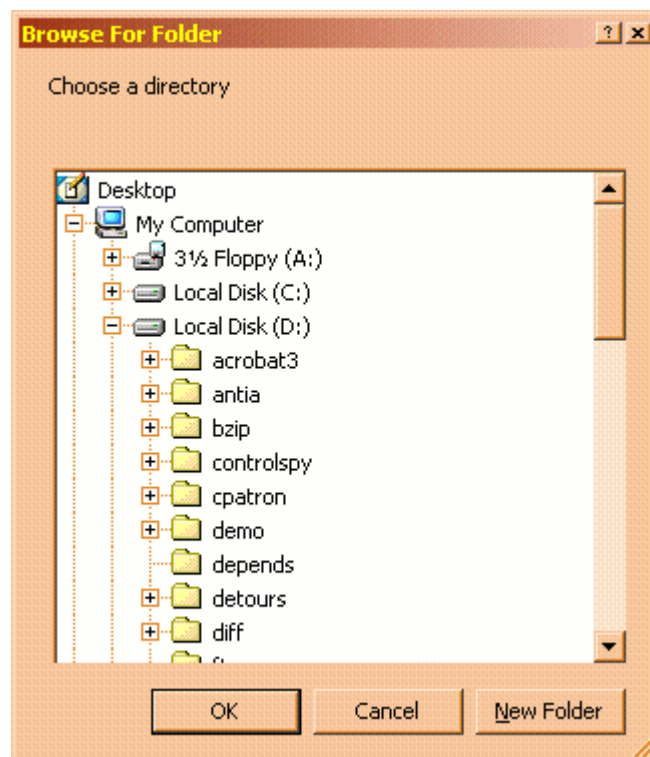 Browse For Folder
Choose a directory
Desktop
My Computer
3½ Floppy (A:)
Local Disk (C:)
Local Disk (D:)
acrobat3
antia
bzip
controlspy
cpatron
demo
depends
detours
diff
OK Cancel New Folder